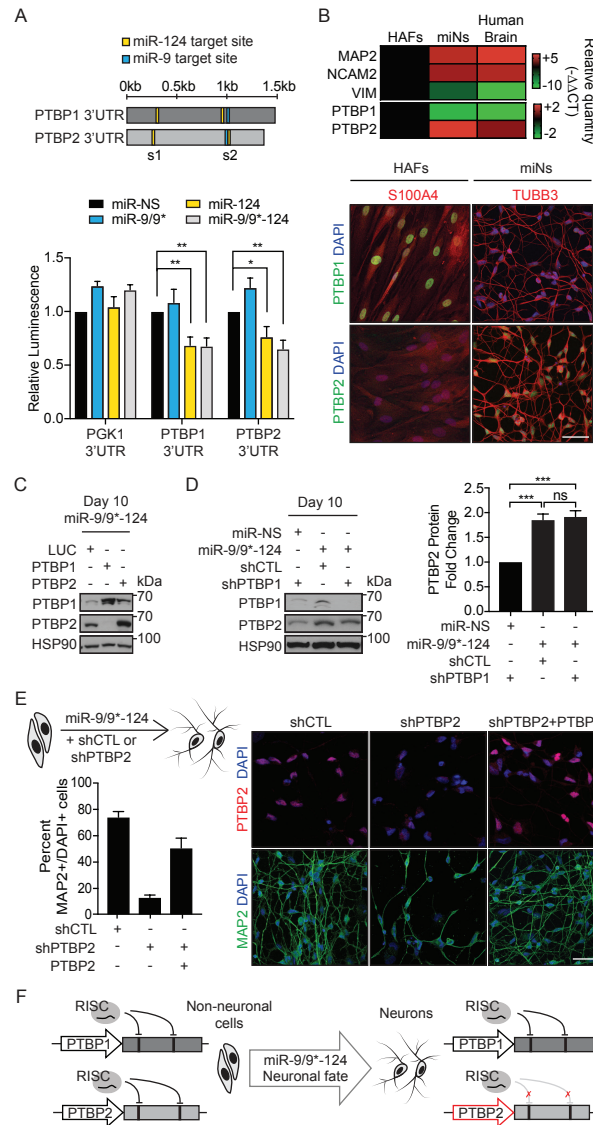 A
miR-124 target site
miR-9 target site
0kb 0.5kb 1kb 1.5kb
PTBP1 3'UTR
PTBP2 3'UTR
s1 s2
miR-NS miR-124
miR-9/9* miR-9/9*-124
Relative Luminescence
1.5
1.0
0.5
0.0
** **
** *
PGK1 3'UTR
PTBP1 3'UTR
PTBP2 3'UTR
B
HAFs miNs Human Brain
MAP2
NCAM2
VIM
PTBP1
PTBP2
+5
-10
+2
-2
Relative quantity
(-ΔΔCT)
HAFs miNs
S100A4 TUBB3
PTBP1 DAPI
PTBP2 DAPI
C
Day 10
miR-9/9*-124
LUC + - -
PTBP1 - + -
PTBP2 - - +
kDa
PTBP1 70
PTBP2 70
HSP90 100
D
Day 10
miR-NS + - -
miR-9/9*-124 - + +
shCTL - + -
shPTBP1 + - +
kDa
PTBP1 70
PTBP2 70
HSP90 100
PTBP2 Protein
Fold Change
2.5
2.0
1.5
1.0
0.5
0.0
***
*** ns
miR-NS + - -
miR-9/9*-124 - + +
shCTL - + -
shPTBP1 + - +
E
miR-9/9*-124
+ shCTL or
shPTBP2
Percent
MAP2+/DAPI+ cells
100
80
60
40
20
0
shCTL + - -
shPTBP2 - + +
PTBP2 - - +
shCTL shPTBP2 shPTBP2+PTBP
PTBP2 DAPI
MAP2 DAPI
F
RISC
PTBP1
RISC
PTBP2
Non-neuronal
cells
miR-9/9*-124
Neuronal fate
Neurons
RISC
PTBP1
RISC
x x
PTBP2